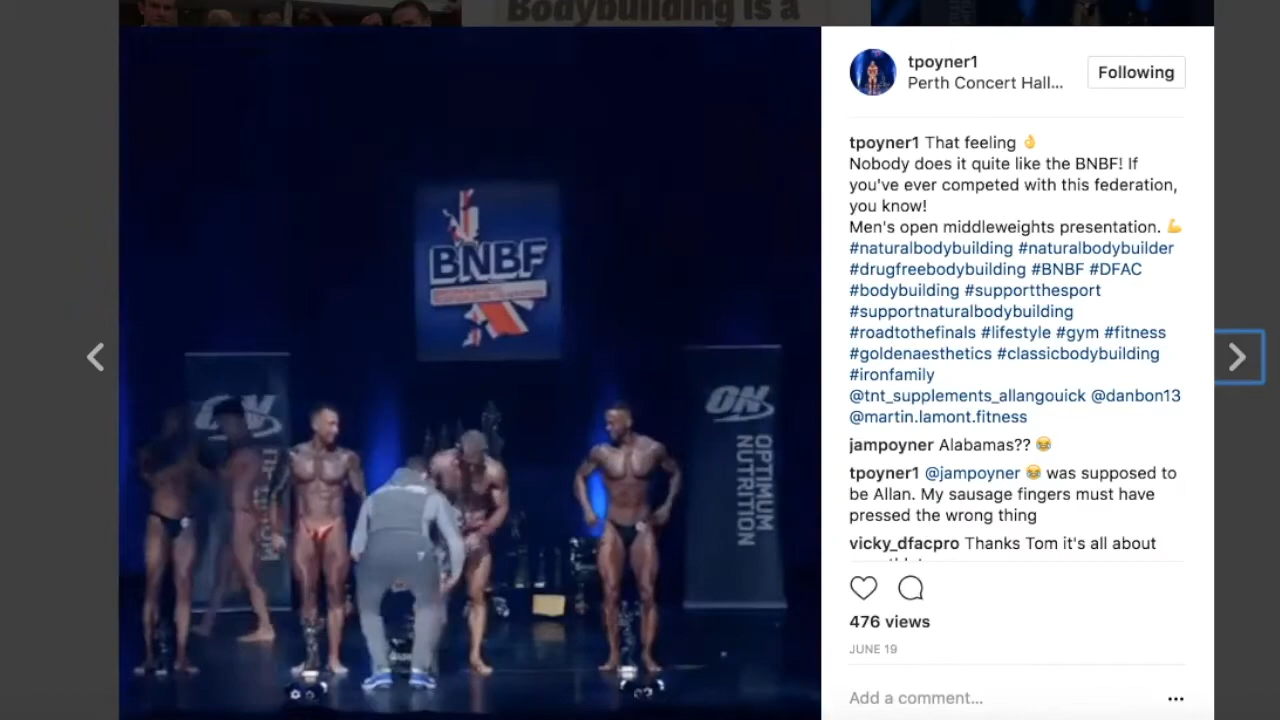 Bodybuilding is a
tpoyner1
Perth Concert Hall...
Following
tpoyner1 That feeling 👌
Nobody does it quite like the BNBF! If
you've ever competed with this federation,
you know!
Men's open middleweights presentation. 💪
#naturalbodybuilding #naturalbodybuilder
#drugfreebodybuilding #BNBF #DFAC
#bodybuilding #supportthesport
#supportnaturalbodybuilding
#roadtothefinals #lifestyle #gym #fitness
#goldenaesthetics #classicbodybuilding
#ironfamily
@tnt_supplements_allangouick @danbon13
@martin.lamont.fitness
jampoyner Alabamas?? 😂
tpoyner1 @jampoyner 😂 was supposed to
be Allan. My sausage fingers must have
pressed the wrong thing
vicky_dfacpro Thanks Tom it's all about
476 views
JUNE 19
Add a comment...
BNBF
ON
ON
OPTIMUM
NUTRITION